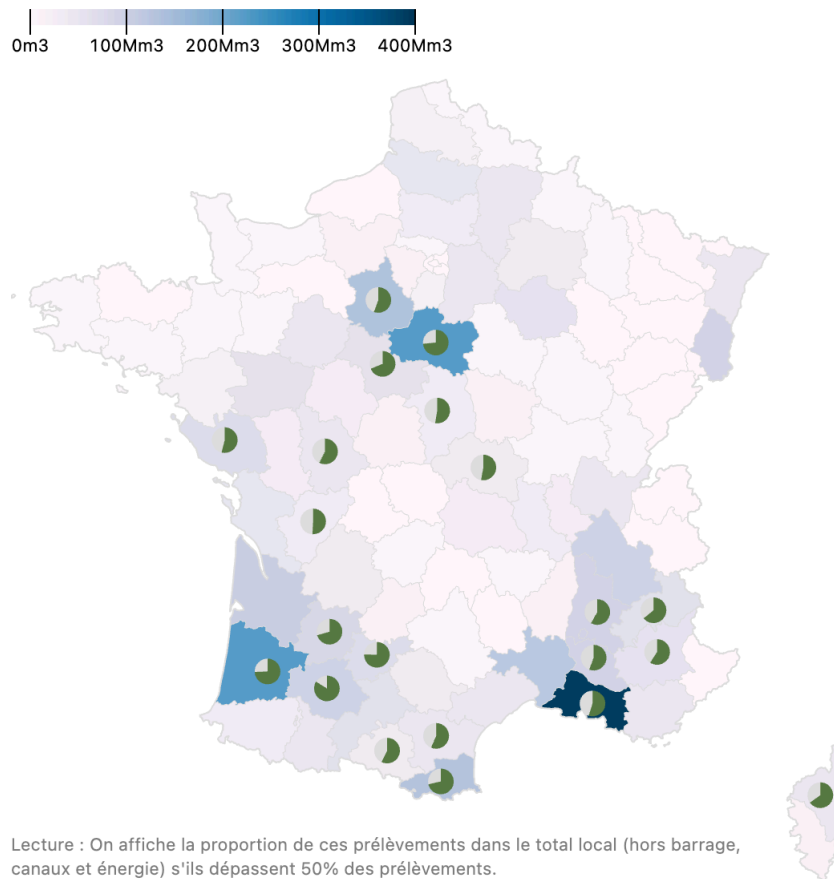 0m3 100Mm3 200Mm3 300Mm3 400Mm3
Lecture : On affiche la proportion de ces prélèvements dans le total local (hors barrage,
canaux et énergie) s'ils dépassent 50% des prélèvements.